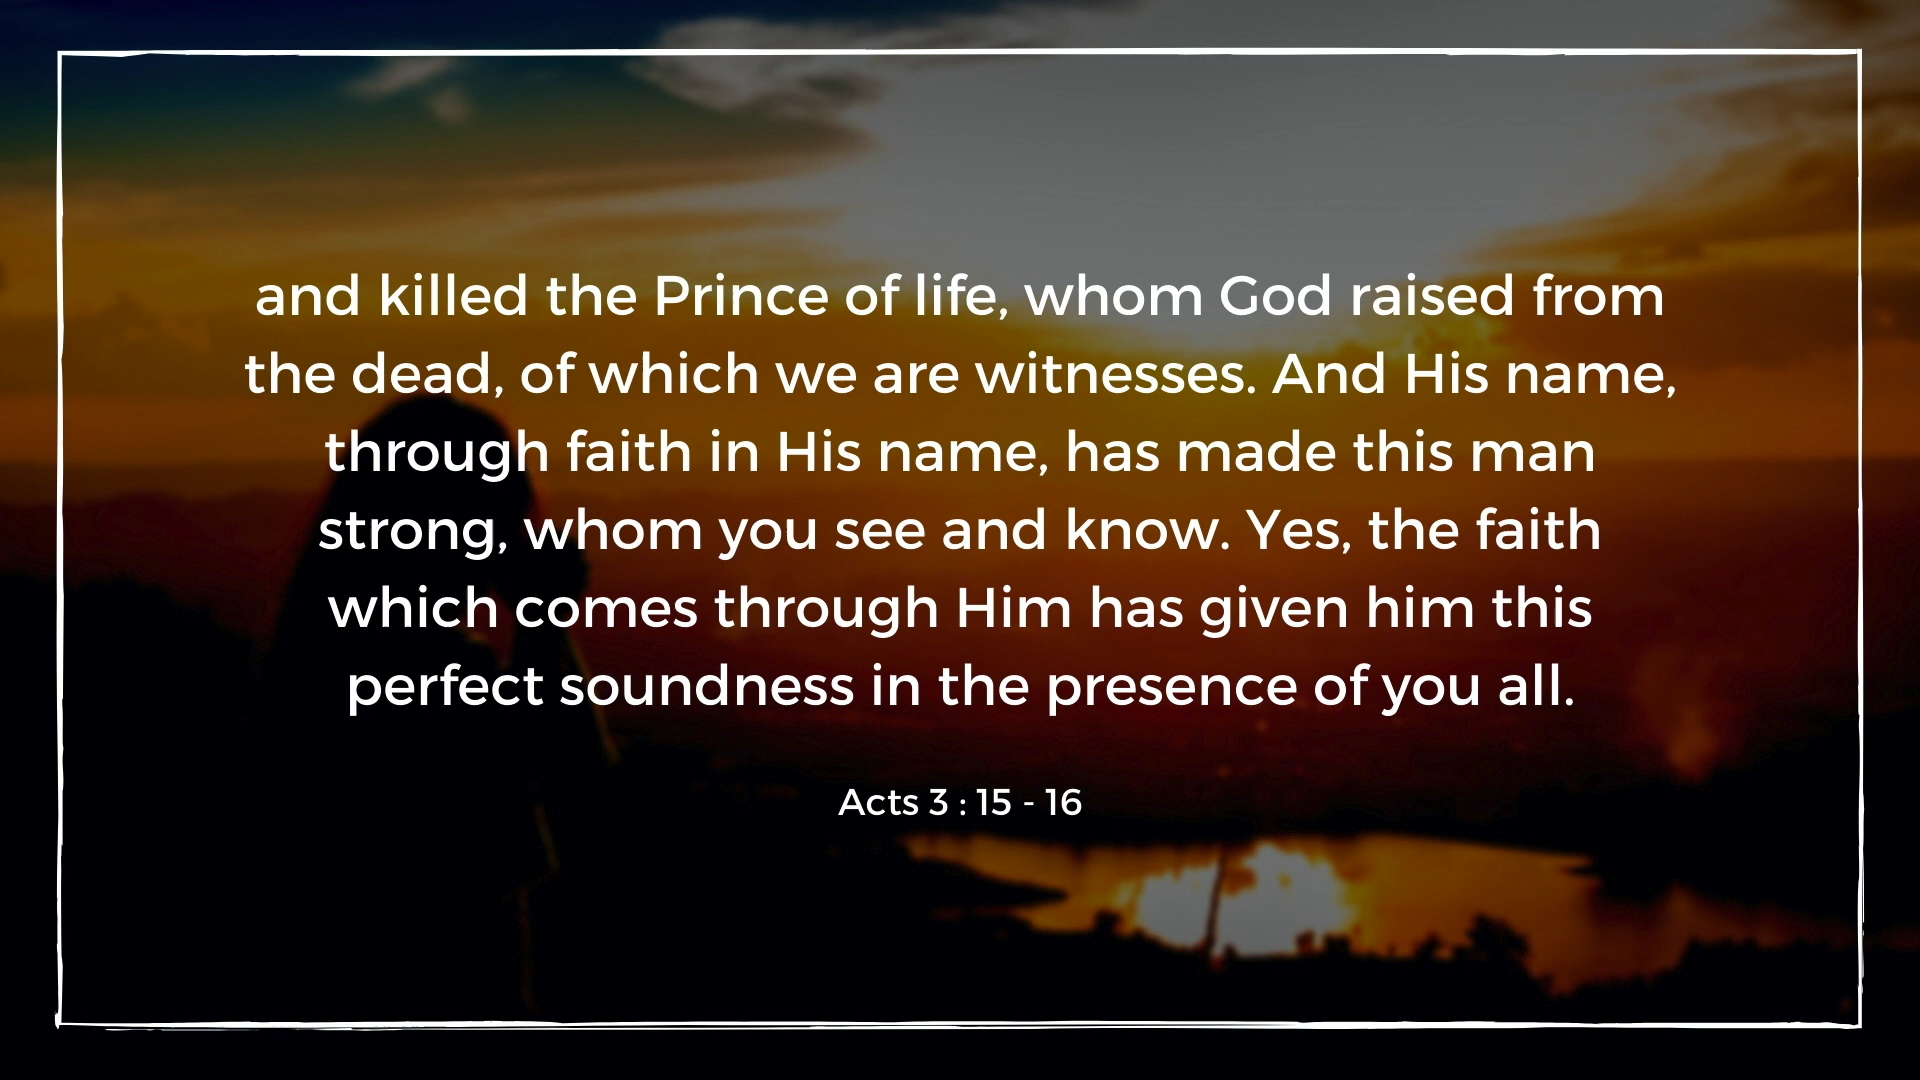 and killed the Prince of life, whom God raised from
the dead, of which we are witnesses. And His name,
through faith in His name, has made this man
strong, whom you see and know. Yes, the faith
which comes through Him has given him this
perfect soundness in the presence of you all.
Acts 3 : 15 - 16